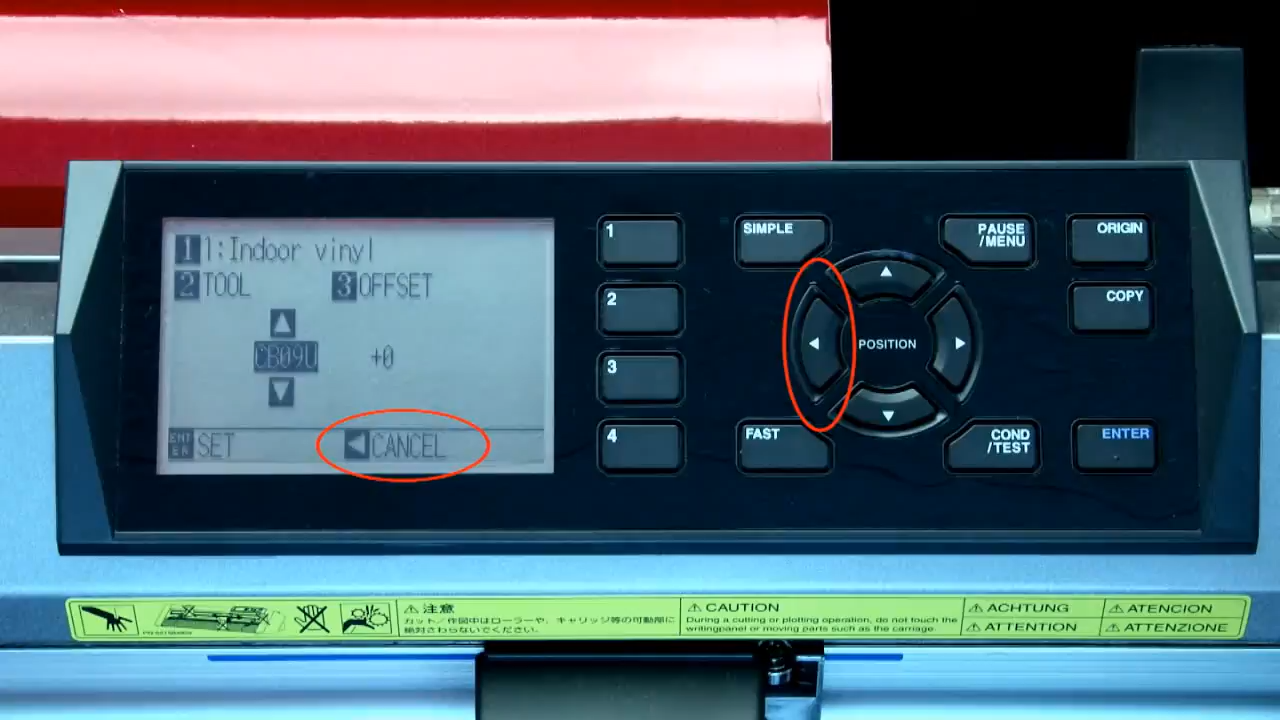 1 1:Indoor vinyl
2 TOOL 3 OFFSET
▲
CB09U +0
▼
ENT ER SET ◀ CANCEL
1
2
3
4
SIMPLE
PAUSE /MENU
ORIGIN
COPY
▲
◀ POSITION ▶
▼
FAST
COND /TEST
ENTER
⚠ 注意
カット/作図中はローラーや、キャリッジ等の可動部に
絶対さわらないでください。
⚠ CAUTION
During a cutting or plotting operation, do not touch the
writingpanel or moving parts such as the carriage.
⚠ ACHTUNG
⚠ ATTENTION
⚠ ATENCION
⚠ ATTENZIONE